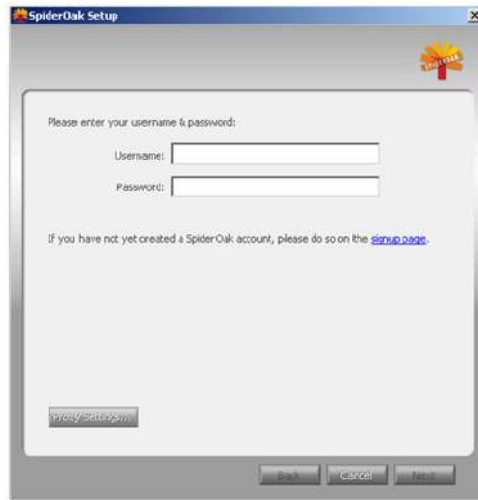 SpiderOak Setup
SPIDEROAK
Please enter your username & password:
Username:
Password:
If you have not yet created a SpiderOak account, please do so on the signup page.
Proxy Settings...
Back Cancel Next